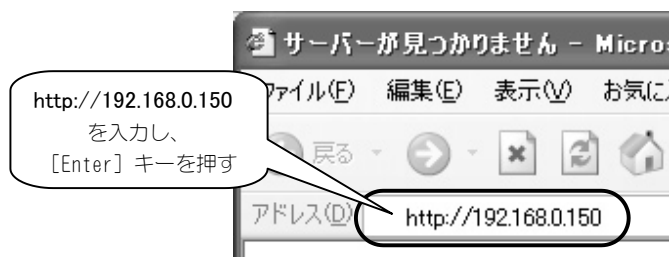 サーバーが見つかりません - Micros
ファイル(F) 編集(E) 表示(V) お気に
http://192.168.0.150
を入力し、
[Enter] キーを押す
戻る
アドレス(D) http://192.168.0.150